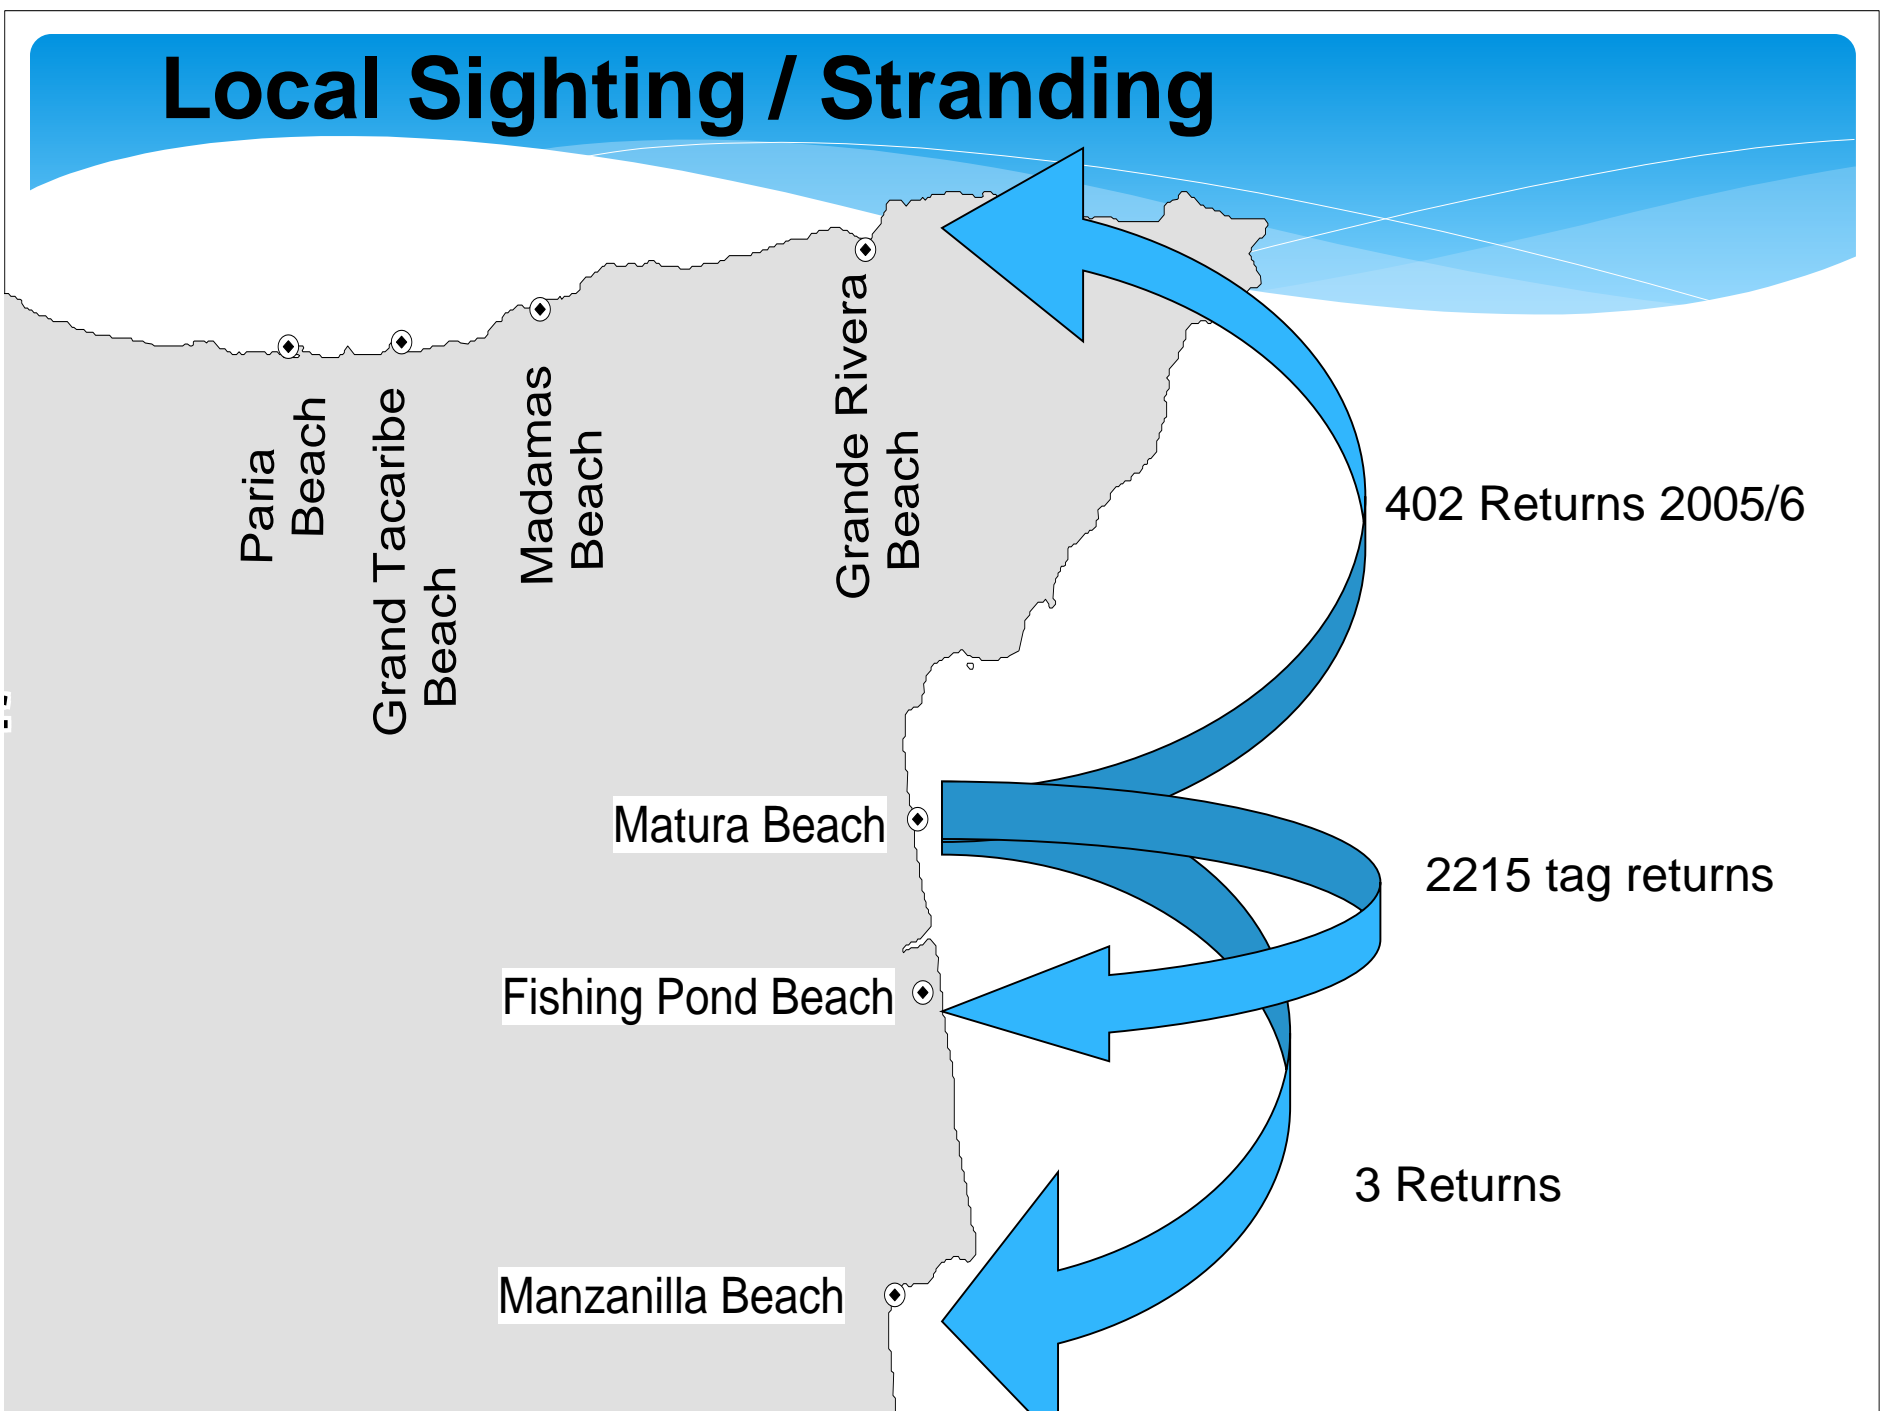 Local Sighting / Stranding
Paria
Beach
Grand Tacaribe
Beach
Madamas
Beach
Grande Rivera
Beach
402 Returns 2005/6
Matura Beach
2215 tag returns
Fishing Pond Beach
3 Returns
Manzanilla Beach